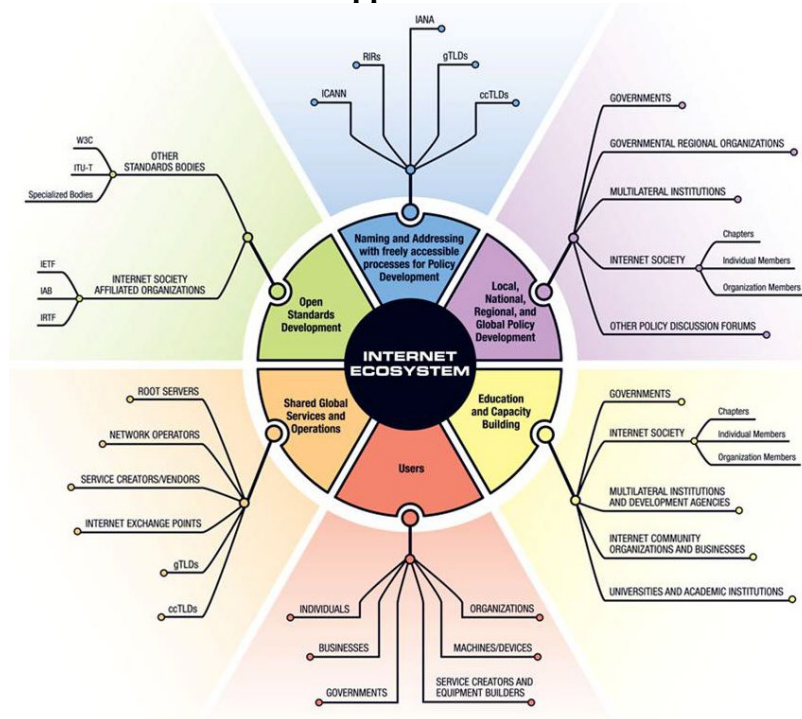 IANA
RIRs
gTLDs
ICANN
ccTLDs
W3C
ITU-T
Specialized Bodies
OTHER
STANDARDS BODIES
IETF
IAB
IRTF
INTERNET SOCIETY
AFFILIATED ORGANIZATIONS
GOVERNMENTS
GOVERNMENTAL REGIONAL ORGANIZATIONS
MULTILATERAL INSTITUTIONS
INTERNET SOCIETY
Chapters
Individual Members
Organization Members
OTHER POLICY DISCUSSION FORUMS
Naming and Addressing
with freely accessible
processes for Policy
Development
Open
Standards
Development
Local,
National,
Regional, and
Global Policy
Development
INTERNET
ECOSYSTEM
Shared Global
Services and
Operations
Education
and Capacity
Building
Users
ROOT SERVERS
NETWORK OPERATORS
SERVICE CREATORS/VENDORS
INTERNET EXCHANGE POINTS
gTLDs
ccTLDs
GOVERNMENTS
INTERNET SOCIETY
Chapters
Individual Members
Organization Members
MULTILATERAL INSTITUTIONS
AND DEVELOPMENT AGENCIES
INTERNET COMMUNITY
ORGANIZATIONS AND BUSINESSES
UNIVERSITIES AND ACADEMIC INSTITUTIONS
INDIVIDUALS
BUSINESSES
GOVERNMENTS
ORGANIZATIONS
MACHINES/DEVICES
SERVICE CREATORS AND
EQUIPMENT BUILDERS